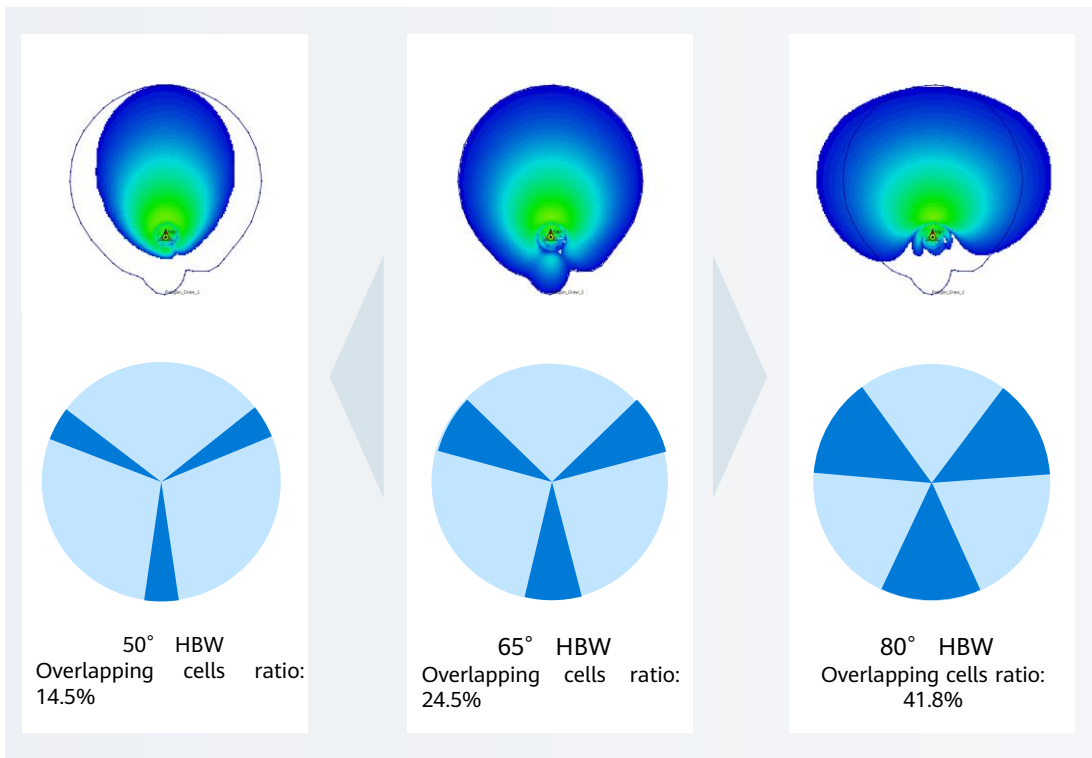 50° HBW
Overlapping cells ratio:
14.5%
65° HBW
Overlapping cells ratio:
24.5%
80° HBW
Overlapping cells ratio:
41.8%